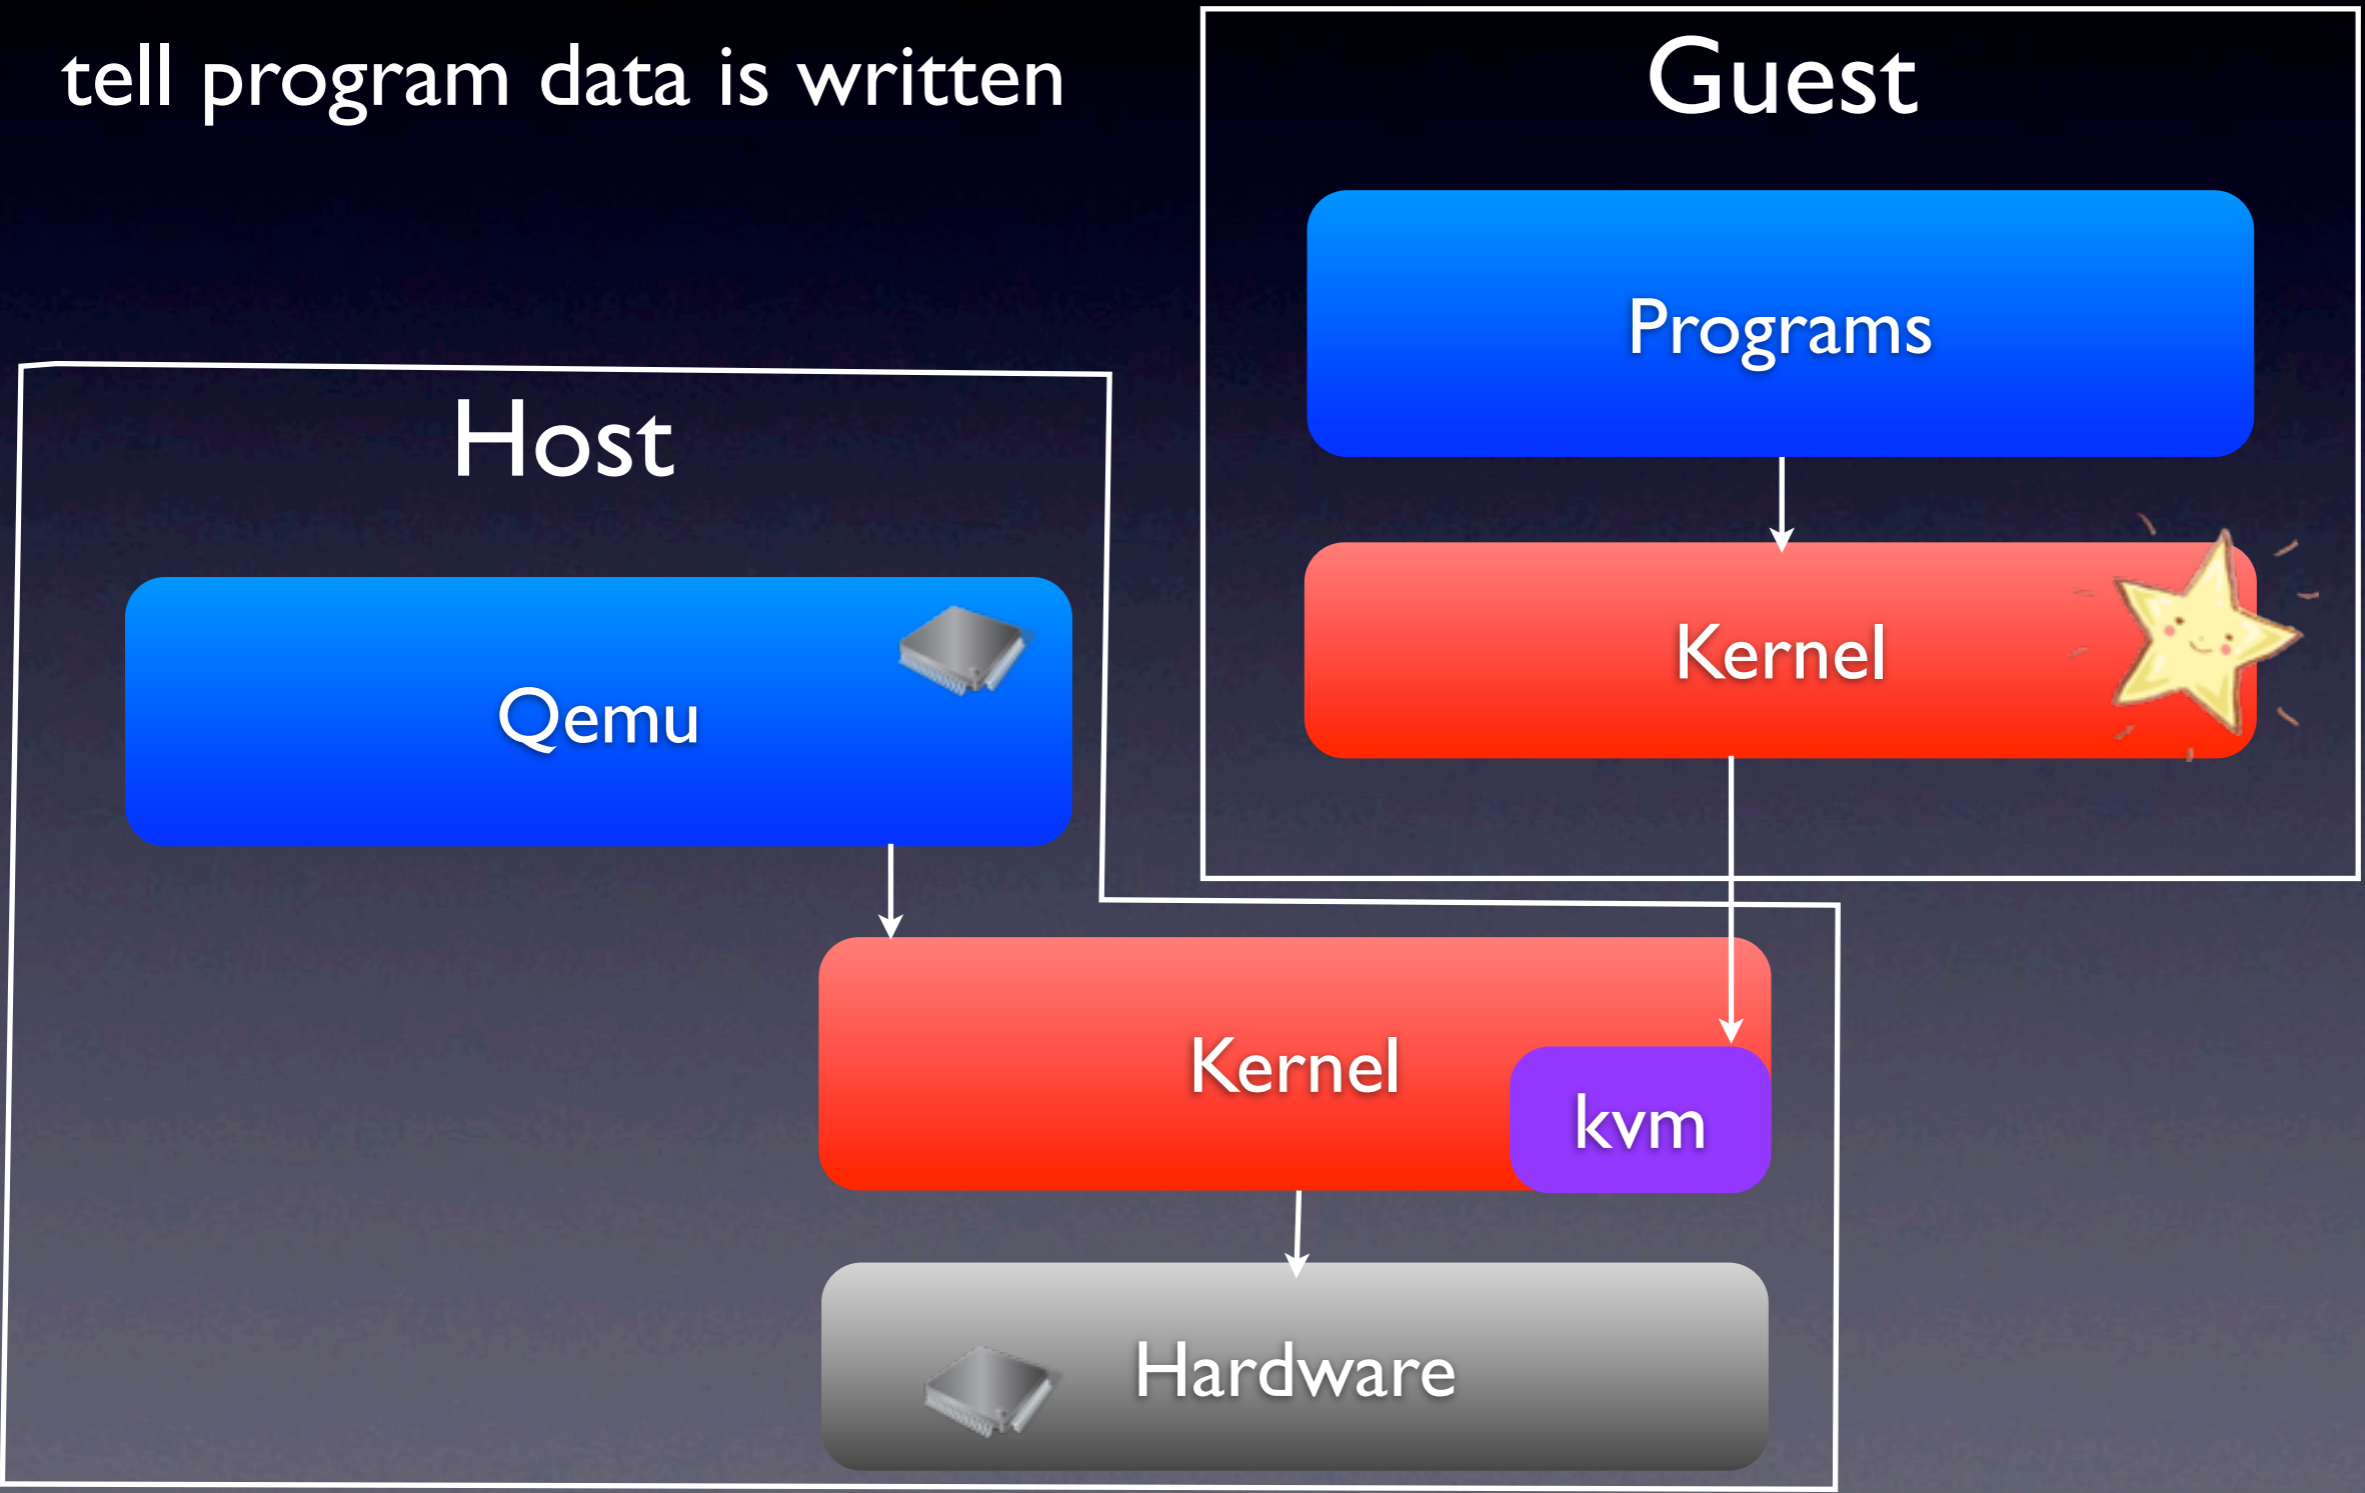 tell program data is written
Guest
Programs
Host
Kernel
Qemu
Kernel
kvm
Hardware